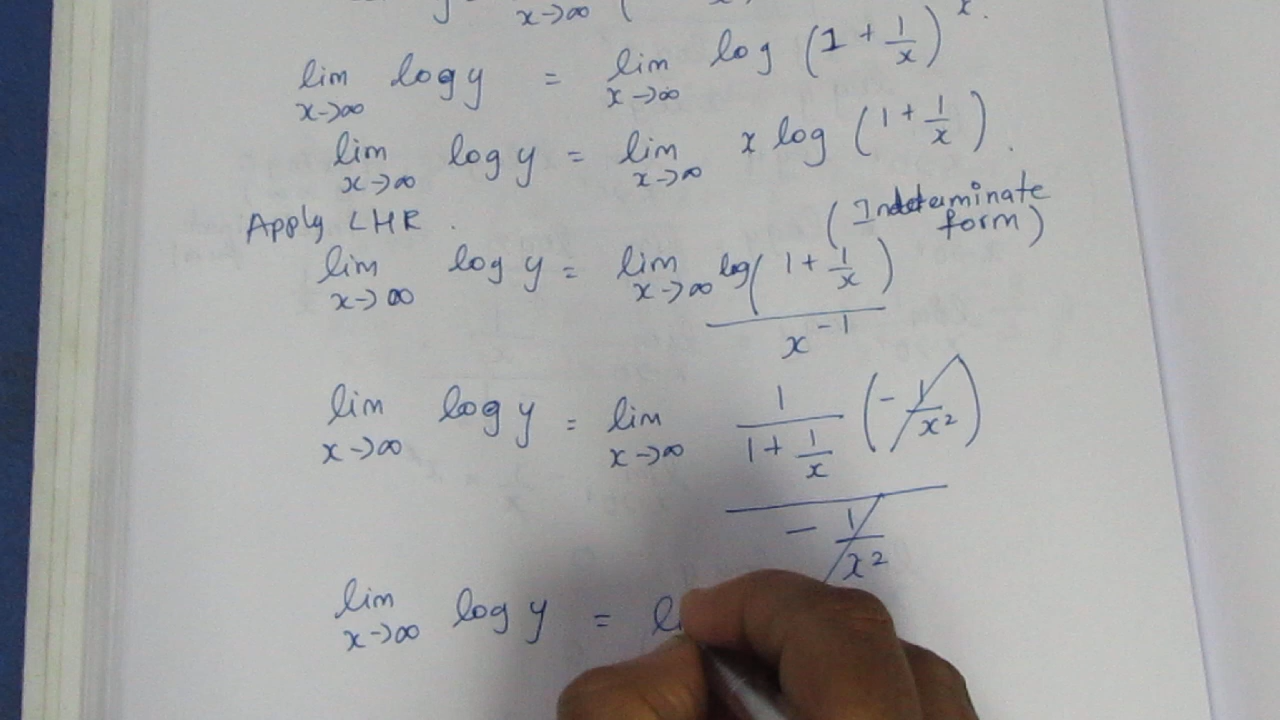 x→∞ (
lim x→∞ log y = lim x→∞ log (1 + 1/x)^x.
lim x→∞ log y = lim x→∞ x log (1 + 1/x).
(Indeterminate form)
Apply LHR.
lim x→∞ log y = lim x→∞ log(1 + 1/x) / x^-1
lim x→∞ log y = lim x→∞ 1/(1 + 1/x) (- 1/x²) / - 1/x²
lim x→∞ log y = li